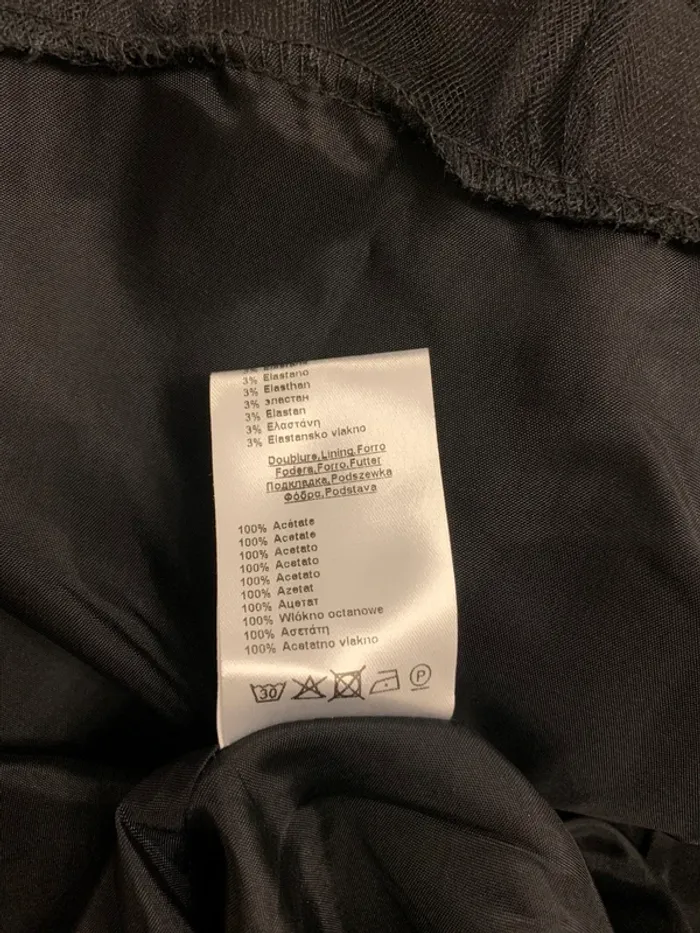 3% Elastano
3% Elasthan
3% эластан
3% Elastan
3% Ελαστάνη
3% Elastansko vlakno
Doublure,Lining,Forro
Fodera,Forro,Futter
Подкладка,Podszewka
Φόδρα,Podstava
100% Acétate
100% Acetate
100% Acetato
100% Acetato
100% Acetato
100% Azetat
100% Ацетат
100% Wlókno octanowe
100% Ασετάτη
100% Acetatno vlakno
30
P